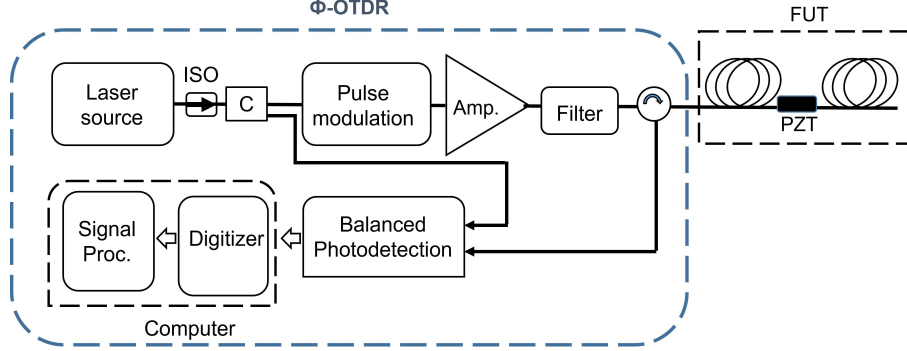 Φ-OTDR
FUT
ISO
Laser
source
C
Pulse
modulation
Amp.
Filter
PZT
Signal
Proc.
Digitizer
Balanced
Photodetection
Computer